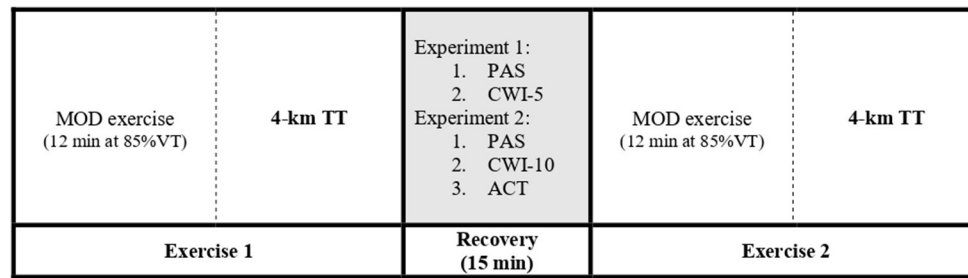 MOD exercise
(12 min at 85%VT)
4-km TT
Experiment 1:
1. PAS
2. CWI-5
Experiment 2:
1. PAS
2. CWI-10
3. ACT
MOD exercise
(12 min at 85%VT)
4-km TT
Exercise 1
Recovery
(15 min)
Exercise 2